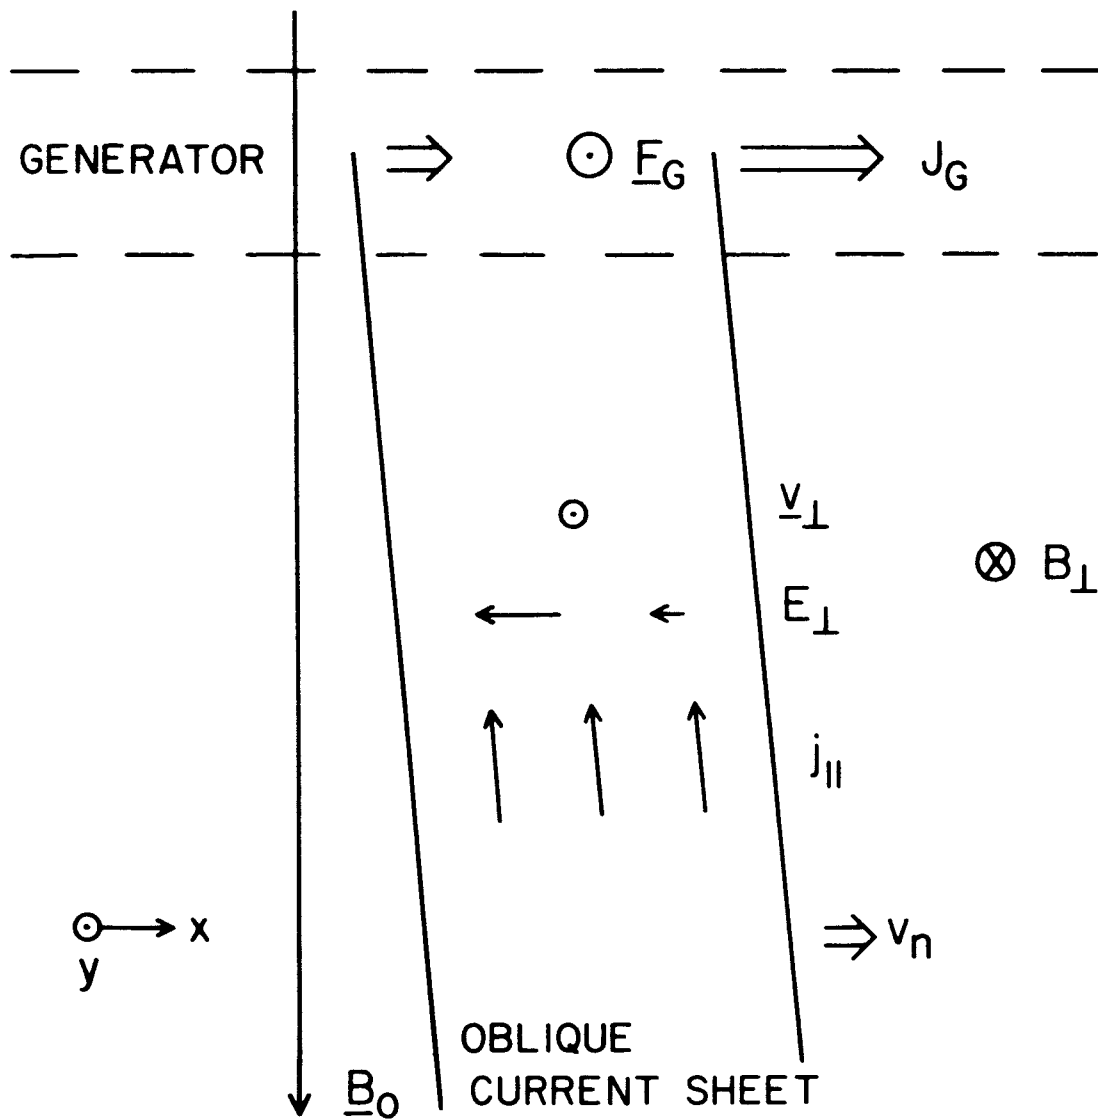 GENERATOR
F_G
J_G
v_⊥
B_⊥
E_⊥
j_||
x
y
v_n
OBLIQUE
B_0
CURRENT SHEET